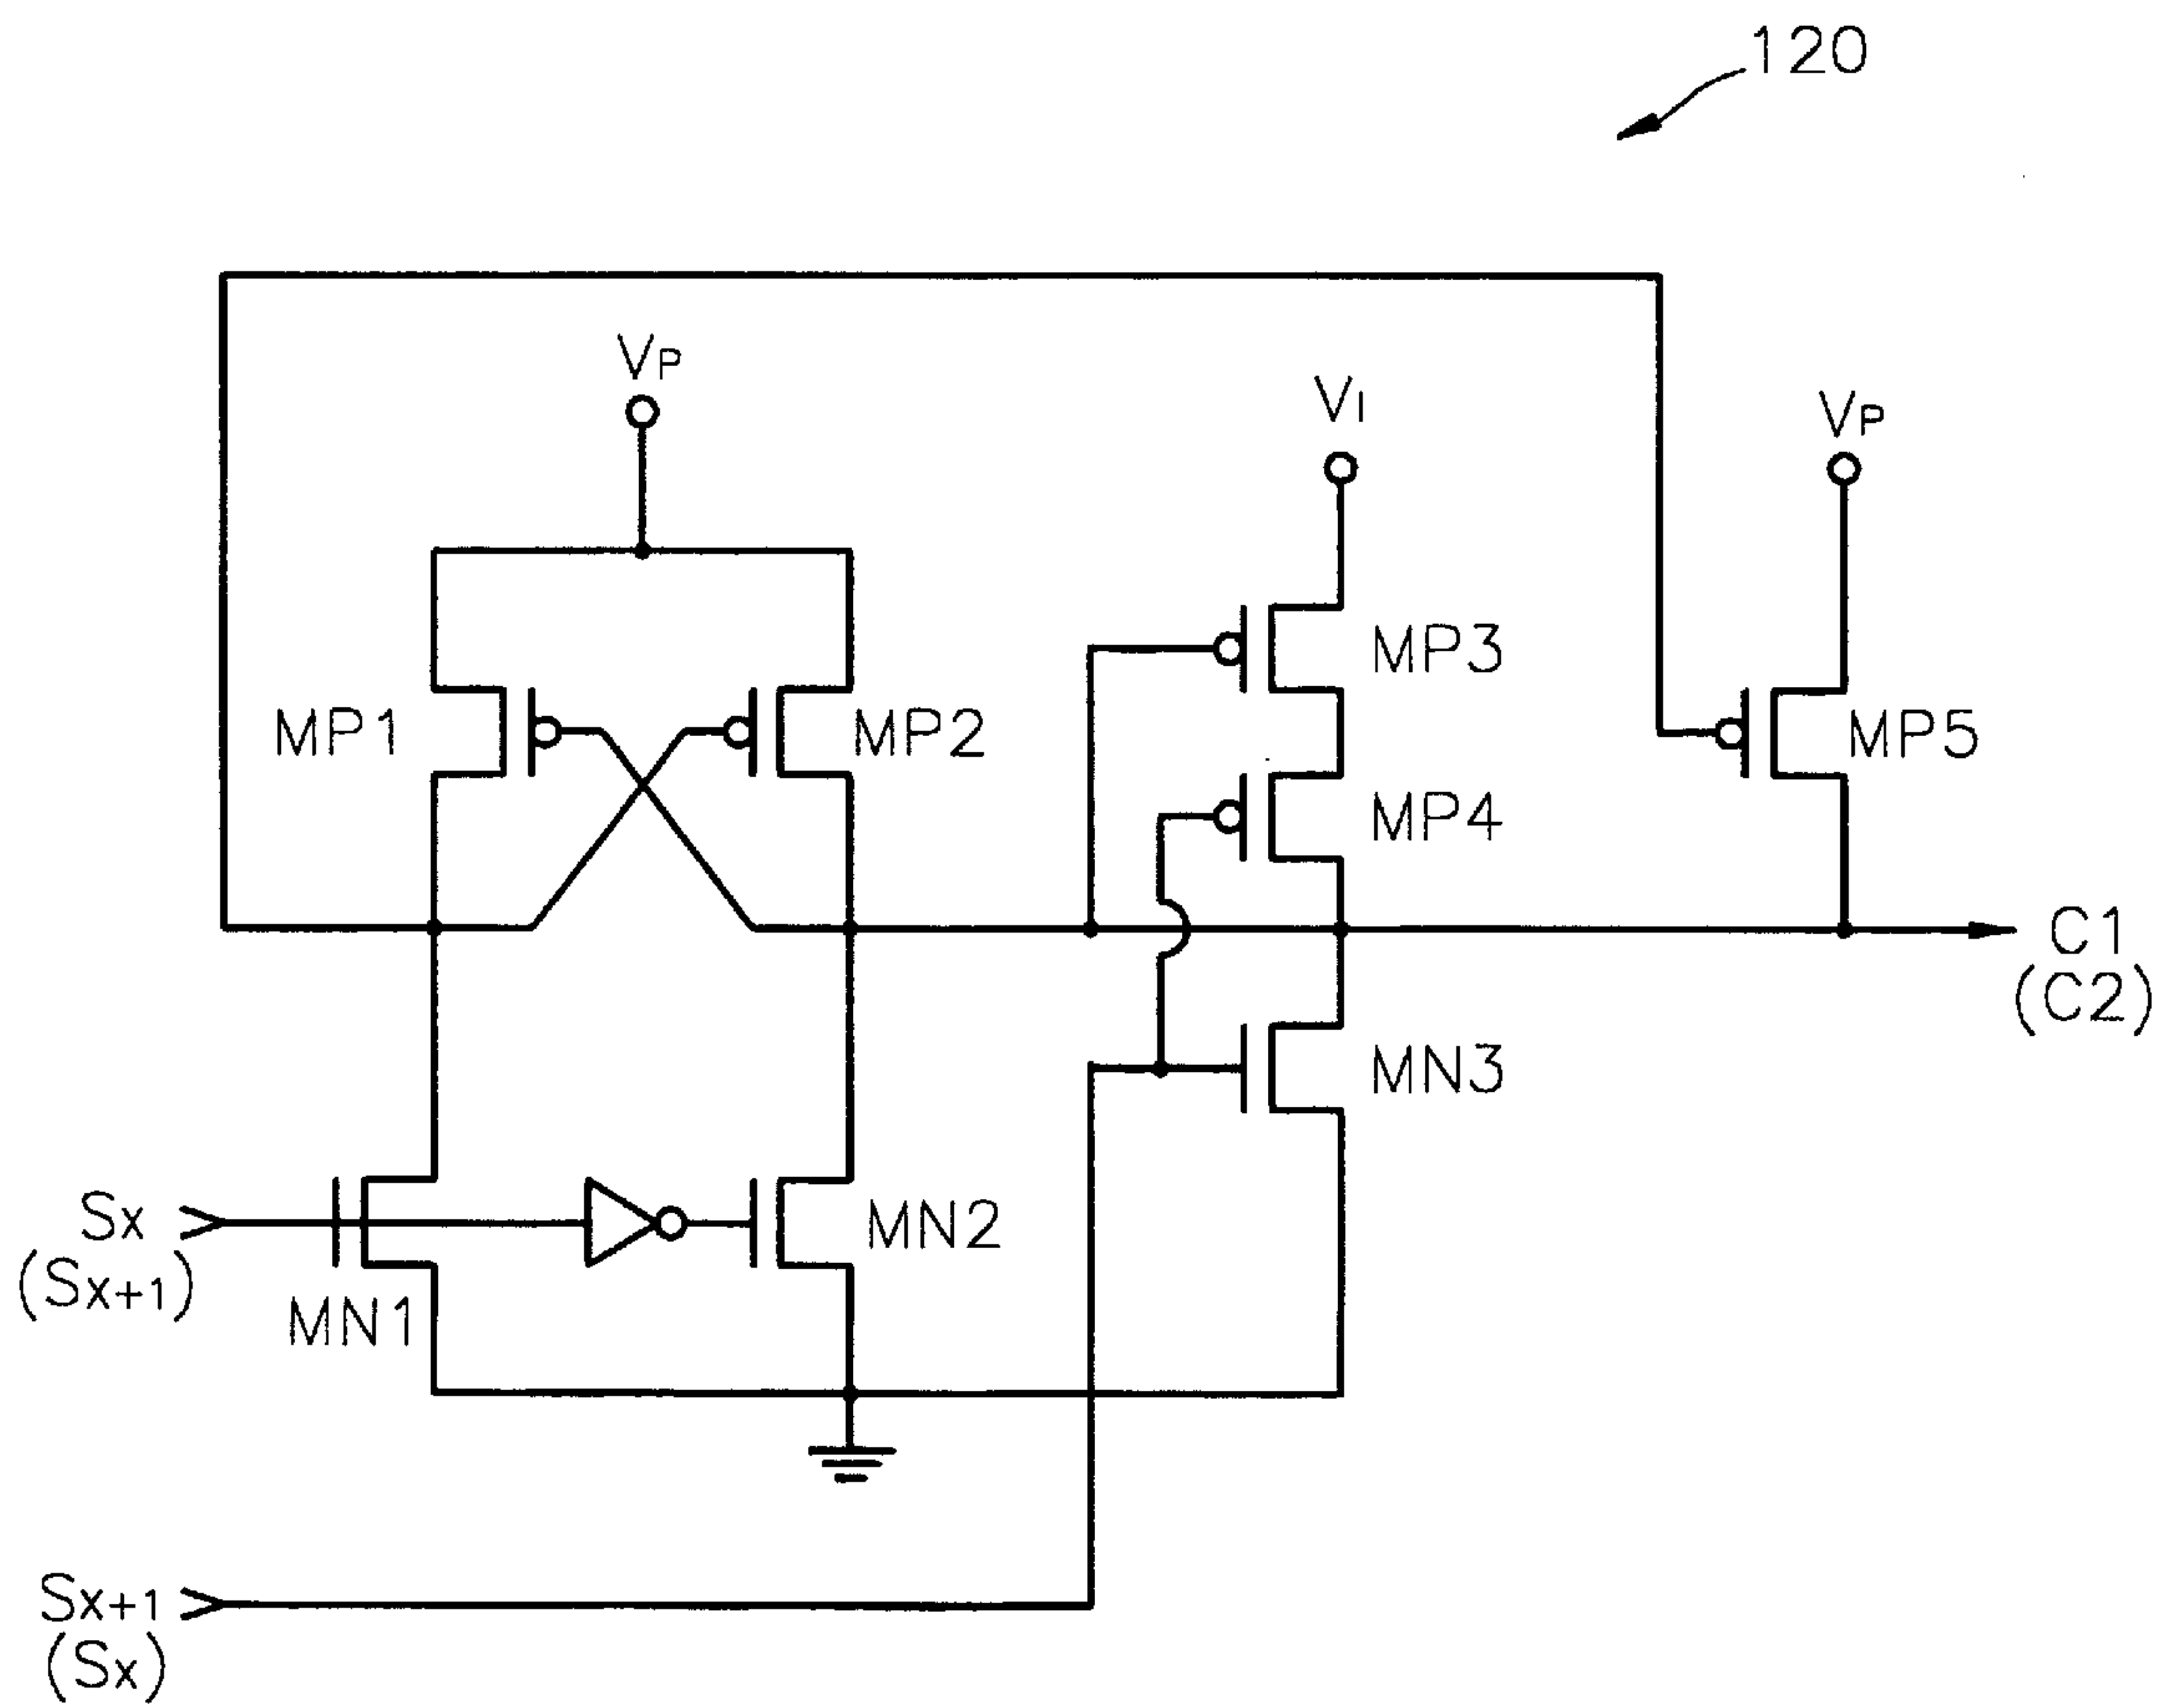 120
VP
VI
VP
MP1
MP2
MP3
MP4
MP5
C1
(C2)
MN3
Sx
(Sx+1)
MN1
MN2
Sx+1
(Sx)